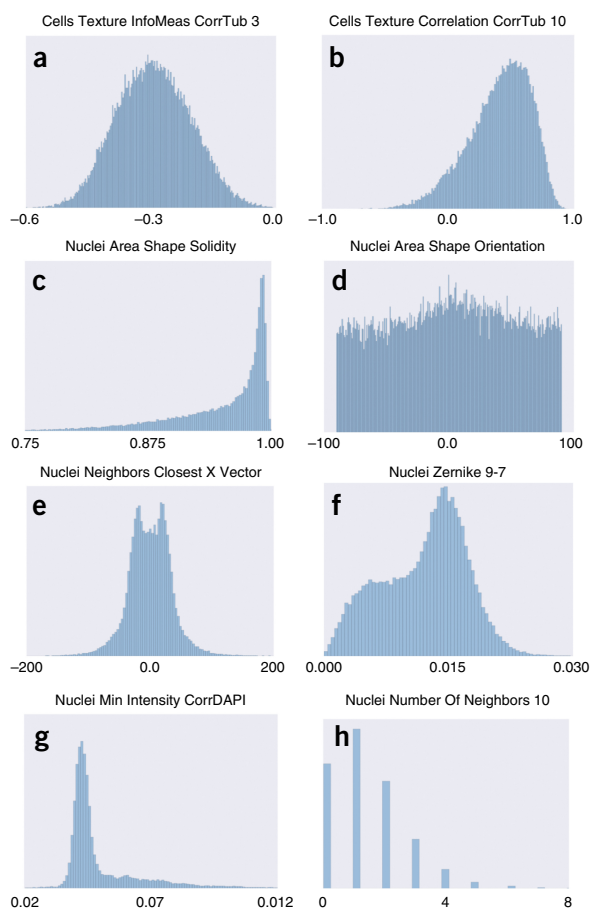 Cells Texture InfoMeas CorrTub 3
a
−0.6 −0.3 0.0
Cells Texture Correlation CorrTub 10
b
−1.0 0.0 1.0
Nuclei Area Shape Solidity
c
0.75 0.875 1.00
Nuclei Area Shape Orientation
d
−100 0.0 100
Nuclei Neighbors Closest X Vector
e
−200 0.0 200
Nuclei Zernike 9-7
f
0.000 0.015 0.030
Nuclei Min Intensity CorrDAPI
g
0.02 0.07 0.012
Nuclei Number Of Neighbors 10
h
0 4 8